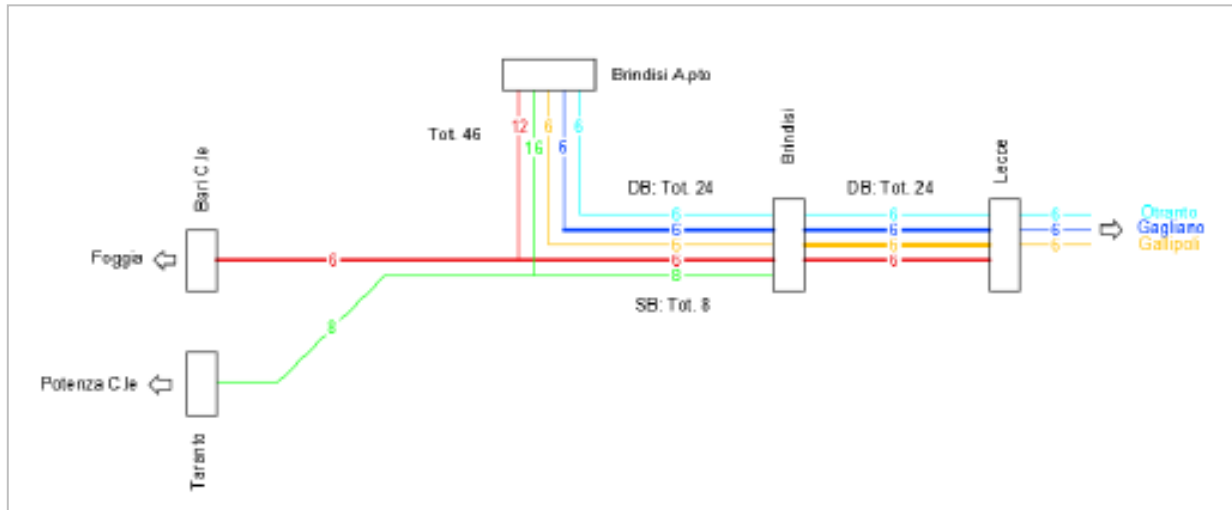 Brindisi A.pto
Tot. 46
12
16
6
6
6
Bari C.le
Brindisi
Lecce
DB: Tot. 24
DB: Tot. 24
6
6
6
Otranto
6
6
6
Gagliano
6
6
6
Gallipoli
Foggia
6
6
6
8
SB: Tot. 8
8
Potenza C.le
Taranto